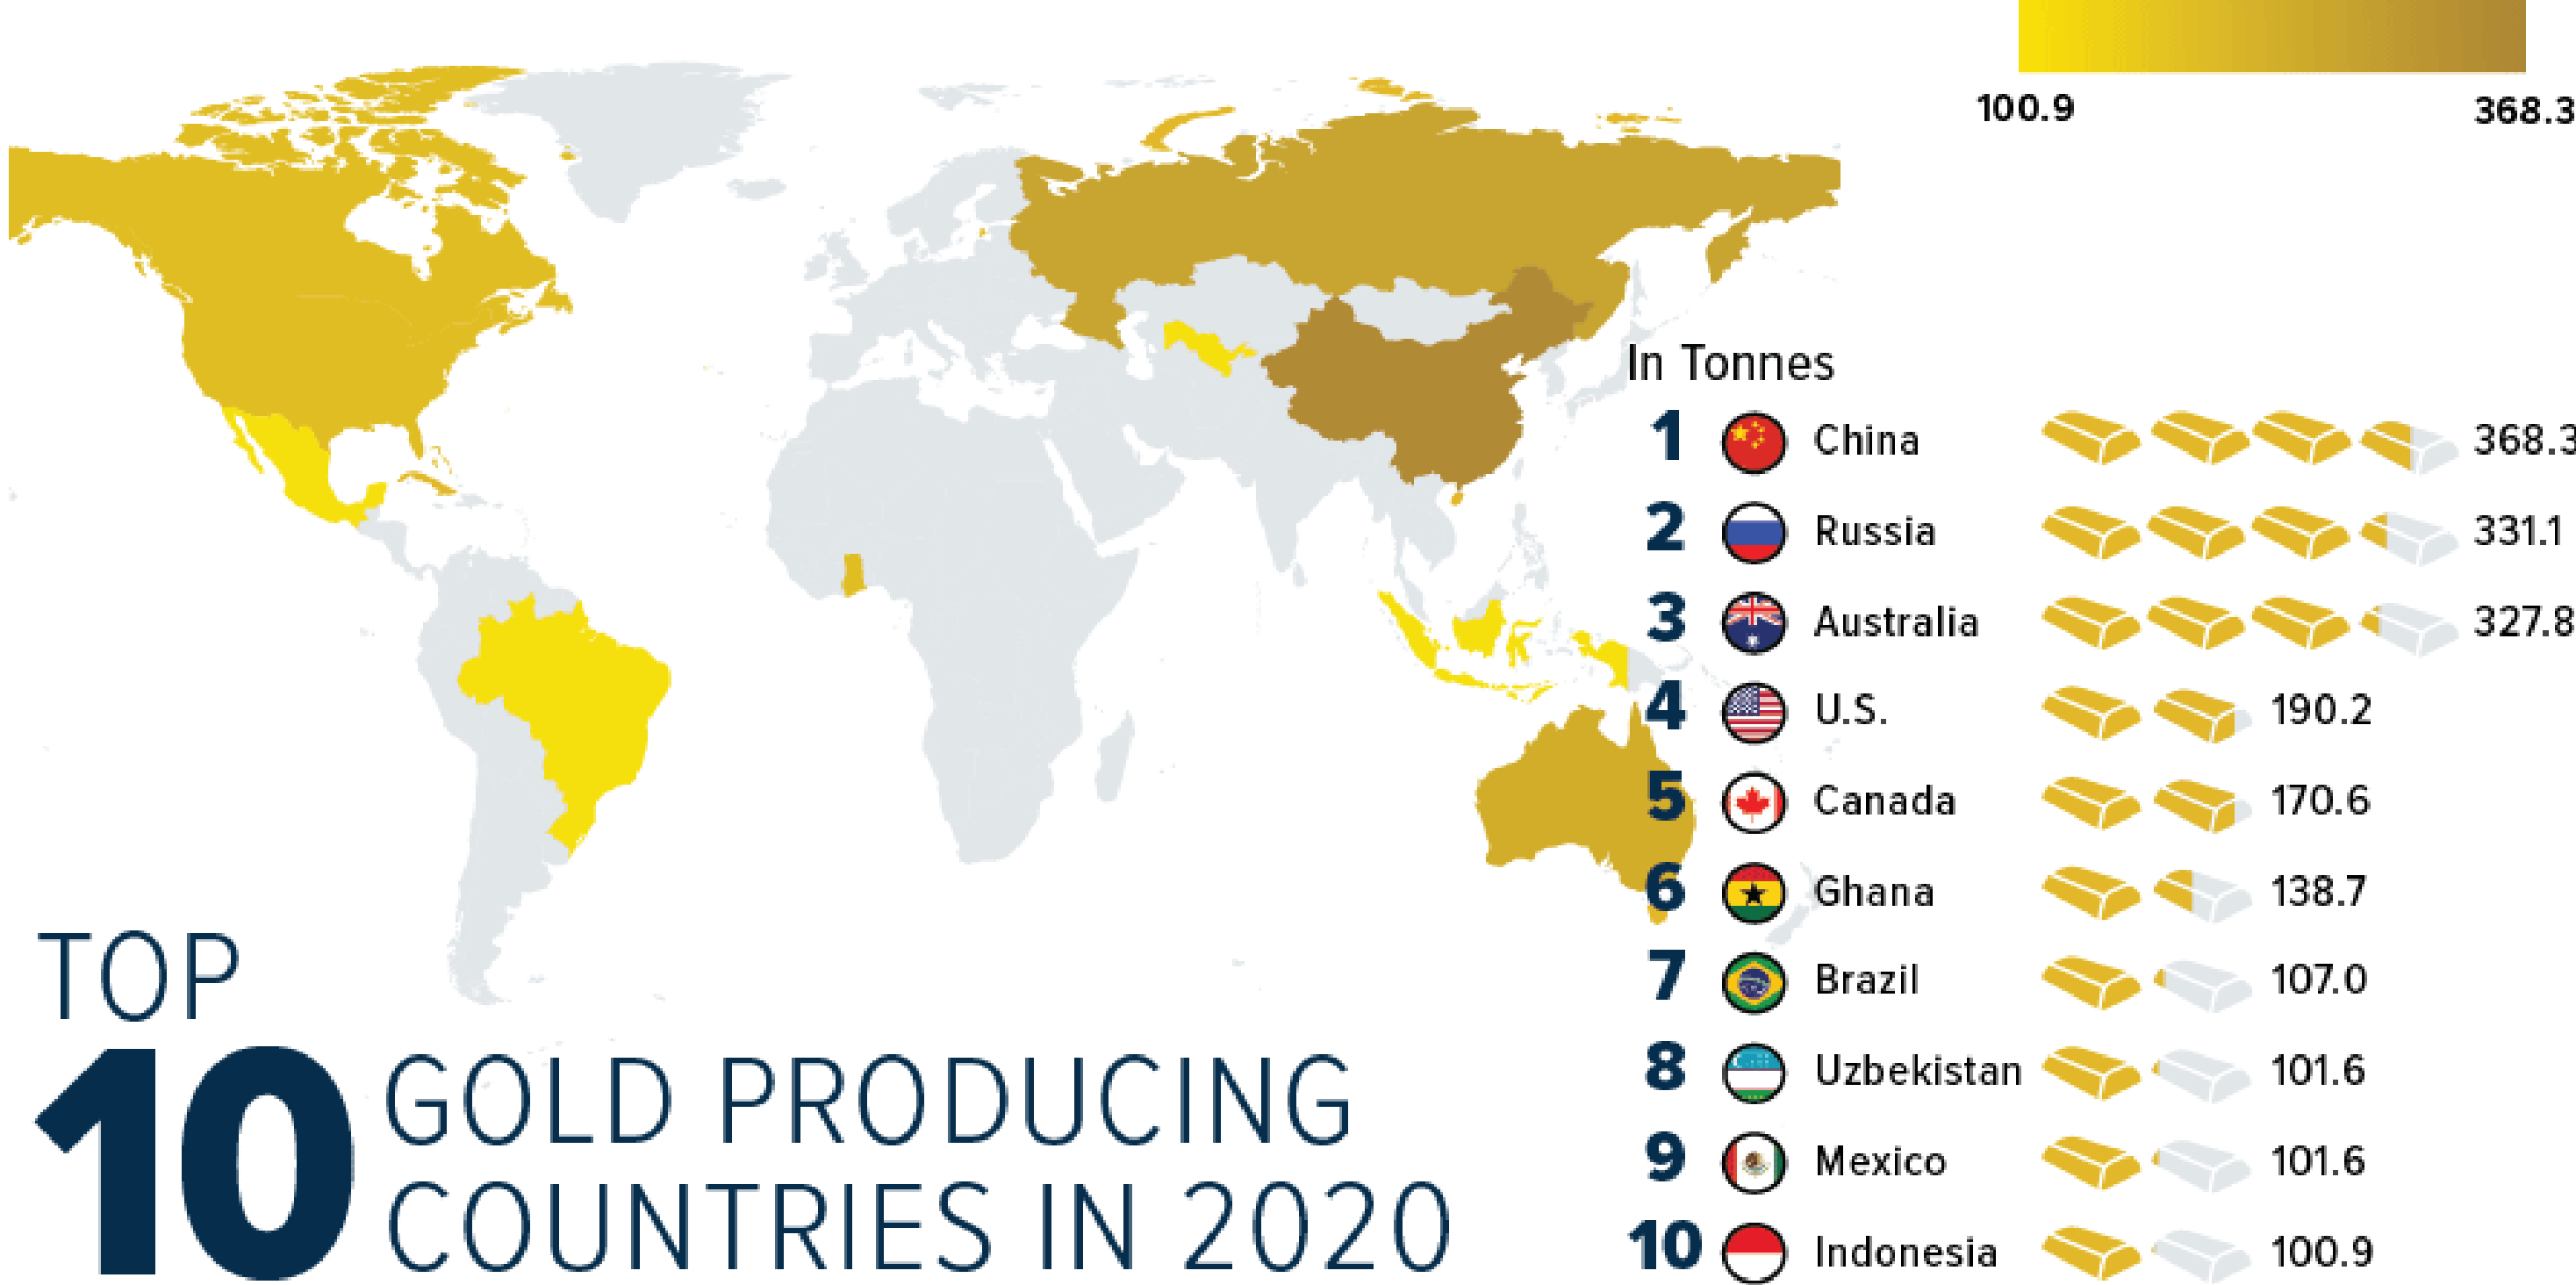 100.9
368.3
In Tonnes
1 China 368.3
2 Russia 331.1
3 Australia 327.8
4 U.S. 190.2
5 Canada 170.6
6 Ghana 138.7
7 Brazil 107.0
8 Uzbekistan 101.6
9 Mexico 101.6
10 Indonesia 100.9
TOP
10 GOLD PRODUCING
COUNTRIES IN 2020